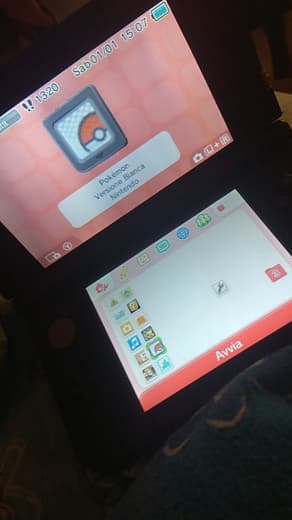 1320 Sab 01/01 15:07
Pokémon
Versione Bianca
Nintendo
L+R
Avvia